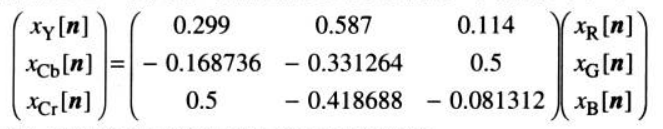 x_Y[n] 0.299 0.587 0.114 x_R[n]
x_Cb[n] = - 0.168736 - 0.331264 0.5 x_G[n]
x_Cr[n] 0.5 - 0.418688 - 0.081312 x_B[n]